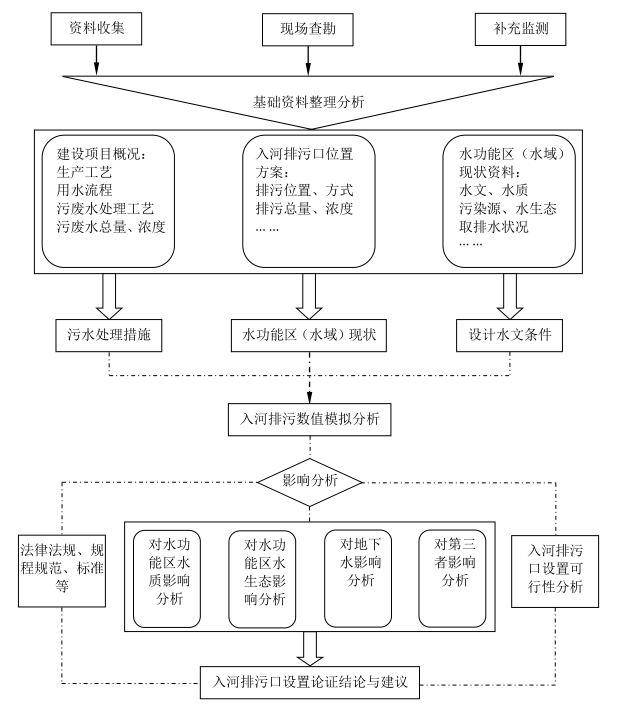 资料收集
现场查勘
补充监测
基础资料整理分析
建设项目概况：
生产工艺
用水流程
污废水处理工艺
污废水总量、浓度
入河排污口位置
方案：
排污位置、方式
排污总量、浓度
……
水功能区（水域）
现状资料：
水文、水质
污染源、水生态
取排水状况
……
污水处理措施
水功能区（水域）现状
设计水文条件
入河排污数值模拟分析
影响分析
法律法规、规
程规范、标准
等
对水功
能区水
质影响
分析
对水功
能区水
生态影
响分析
对地下
水影响
分析
对第三
者影响
分析
入河排污
口设置可
行性分析
入河排污口设置论证结论与建议